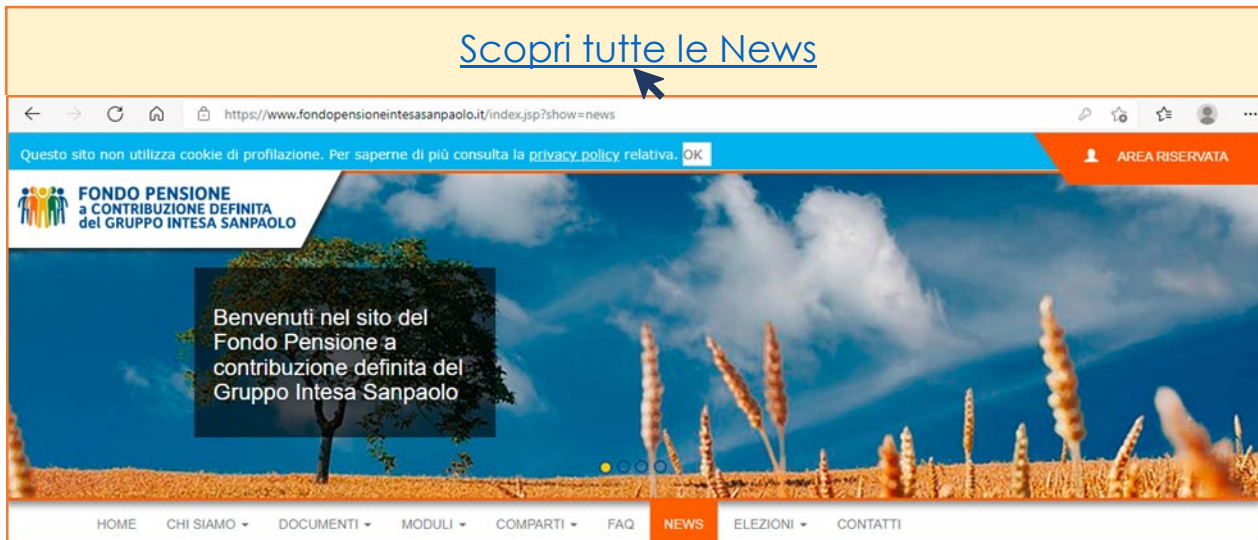 Scopri tutte le News
https://www.fondopensioneintesasanpaolo.it/index.jsp?show=news
Questo sito non utilizza cookie di profilazione. Per saperne di più consulta la privacy policy relativa. OK
AREA RISERVATA
FONDO PENSIONE
a CONTRIBUZIONE DEFINITA
del GRUPPO INTESA SANPAOLO
Benvenuti nel sito del
Fondo Pensione a
contribuzione definita del
Gruppo Intesa Sanpaolo
HOME CHI SIAMO DOCUMENTI MODULI COMPARTI FAQ NEWS ELEZIONI CONTATTI